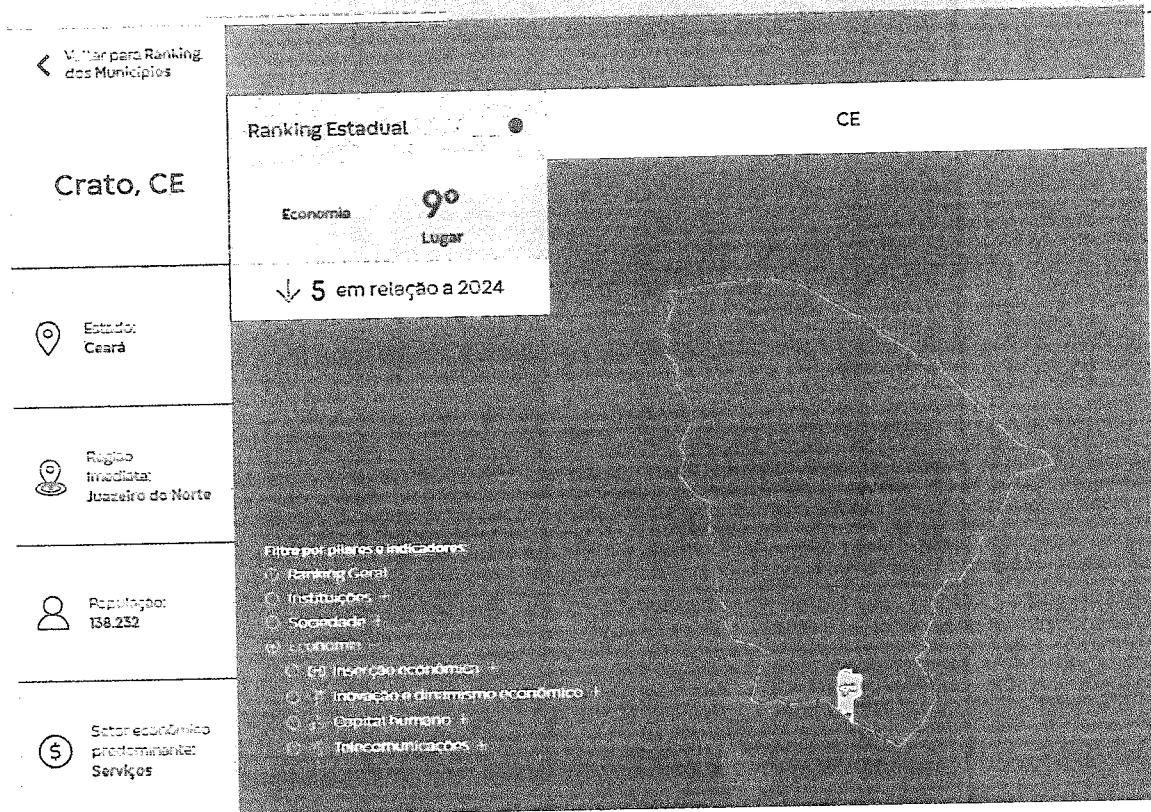 Voltar para Ranking
dos Municípios
Crato, CE
Estado:
Ceará
Região
Imediata:
Juazeiro do Norte
População:
138.232
Setor econômico
predominante:
Serviços
Ranking Estadual
Economia
9º
Lugar
↓ 5 em relação a 2024
CE
Filtre por pilares e indicadores:
Ranking Geral
Instituições +
Sociedade +
Economia
Inserção econômica +
Inovação e dinamismo econômico +
Capital humano +
Telecomunicações +